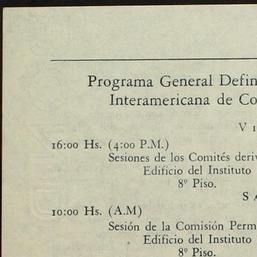 Programa General Defin
Interamericana de Co
V I
16:00 Hs. (4:00 P.M.)
Sesiones de los Comités deri
Edificio del Instituto
8º Piso.
S A
10:00 Hs. (A.M)
Sesión de la Comisión Perm
Edificio del Instituto
8º Piso.